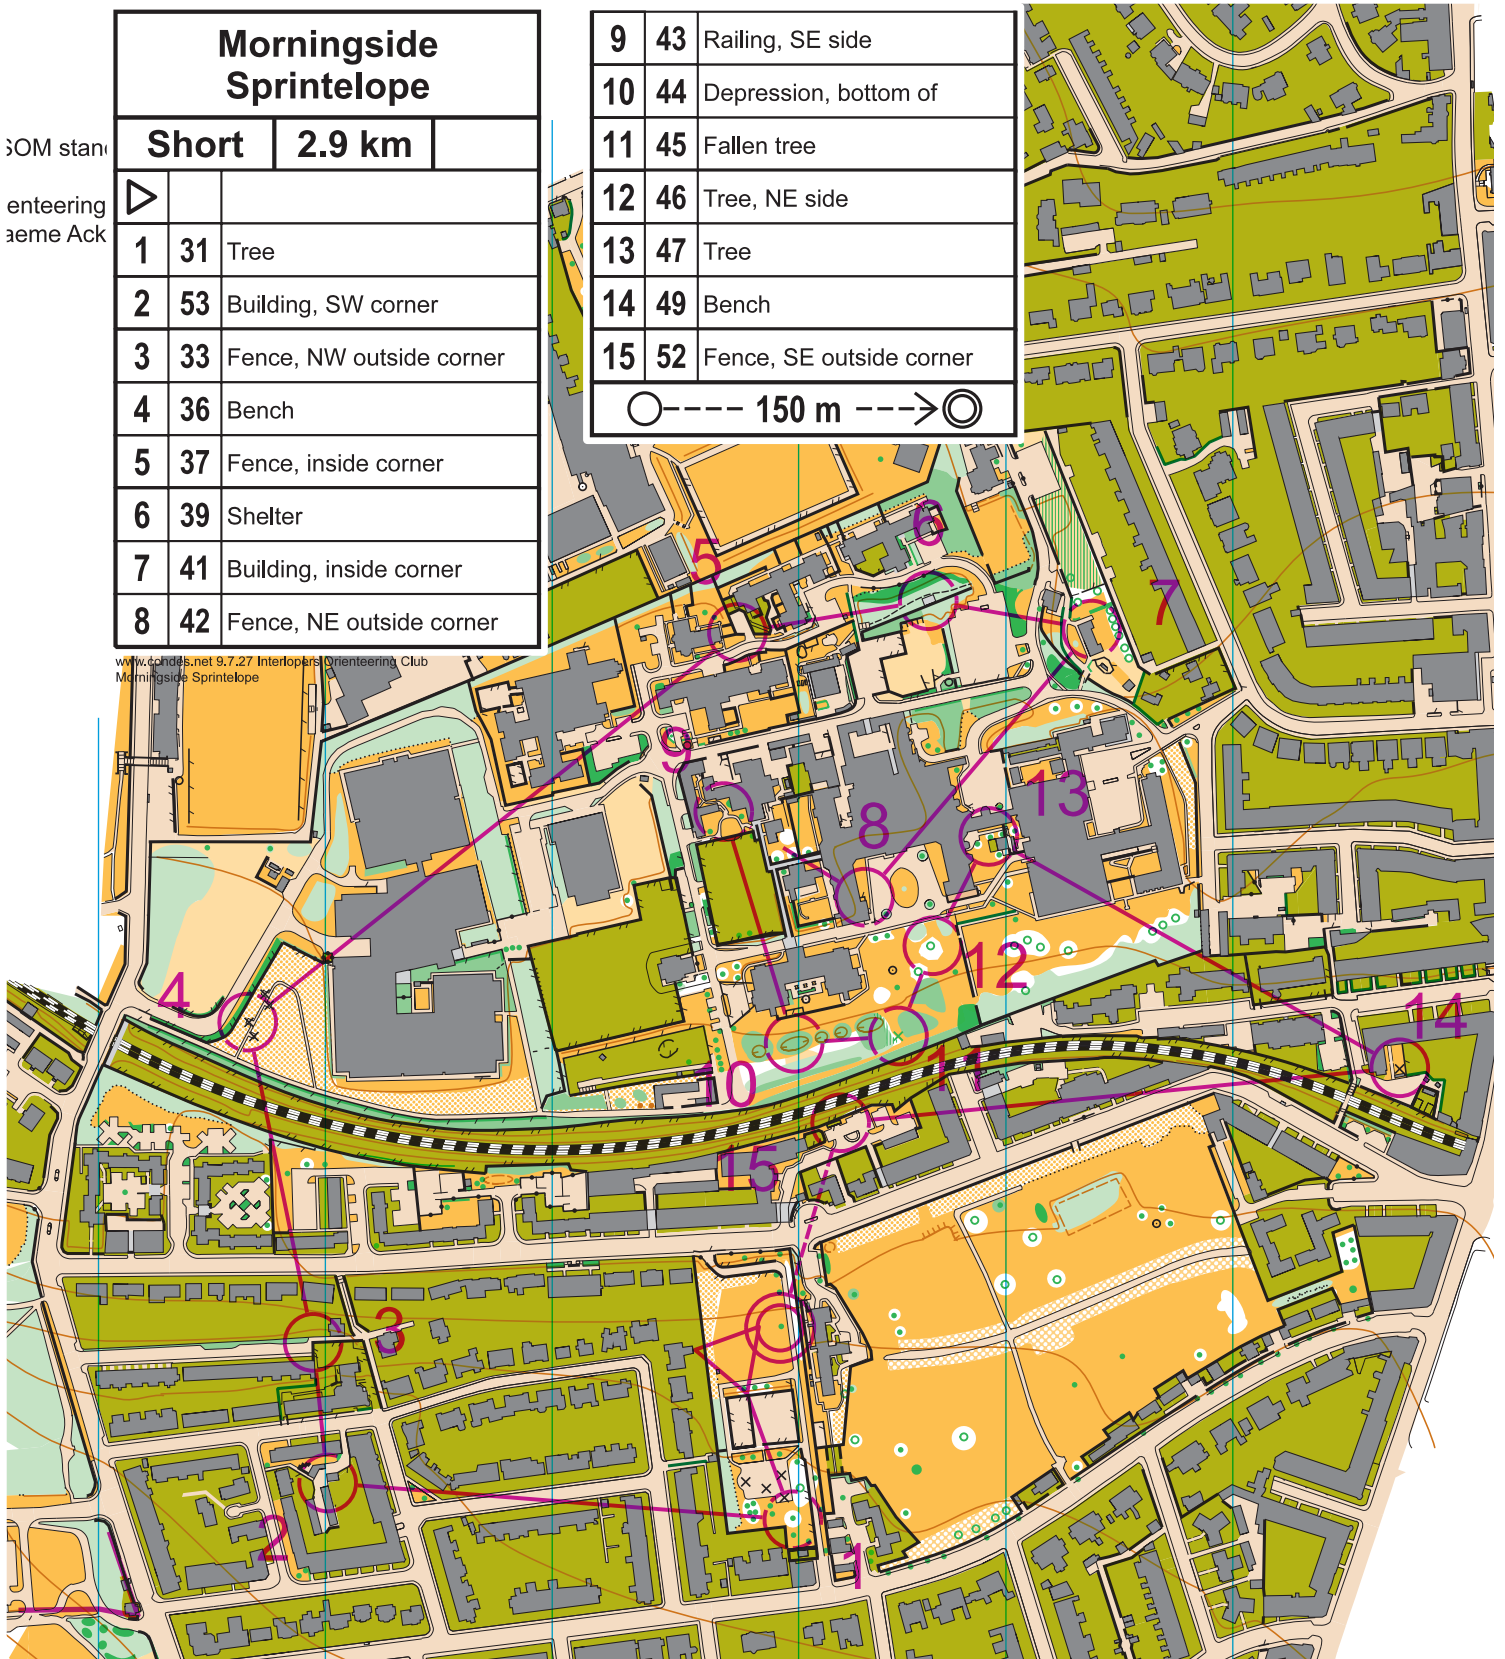 Morningside
Sprintelope
Short 2.9 km
1 31 Tree
2 53 Building, SW corner
3 33 Fence, NW outside corner
4 36 Bench
5 37 Fence, inside corner
6 39 Shelter
7 41 Building, inside corner
8 42 Fence, NE outside corner
www.condes.net 9.7.27 Interlopers Orienteering Club
Morningside Sprintelope
9 43 Railing, SE side
10 44 Depression, bottom of
11 45 Fallen tree
12 46 Tree, NE side
13 47 Tree
14 49 Bench
15 52 Fence, SE outside corner
150 m
SOM stan
enteering
aeme Ack
5
6
7
9
13
8
4
12
14
10
11
15
3
2
1